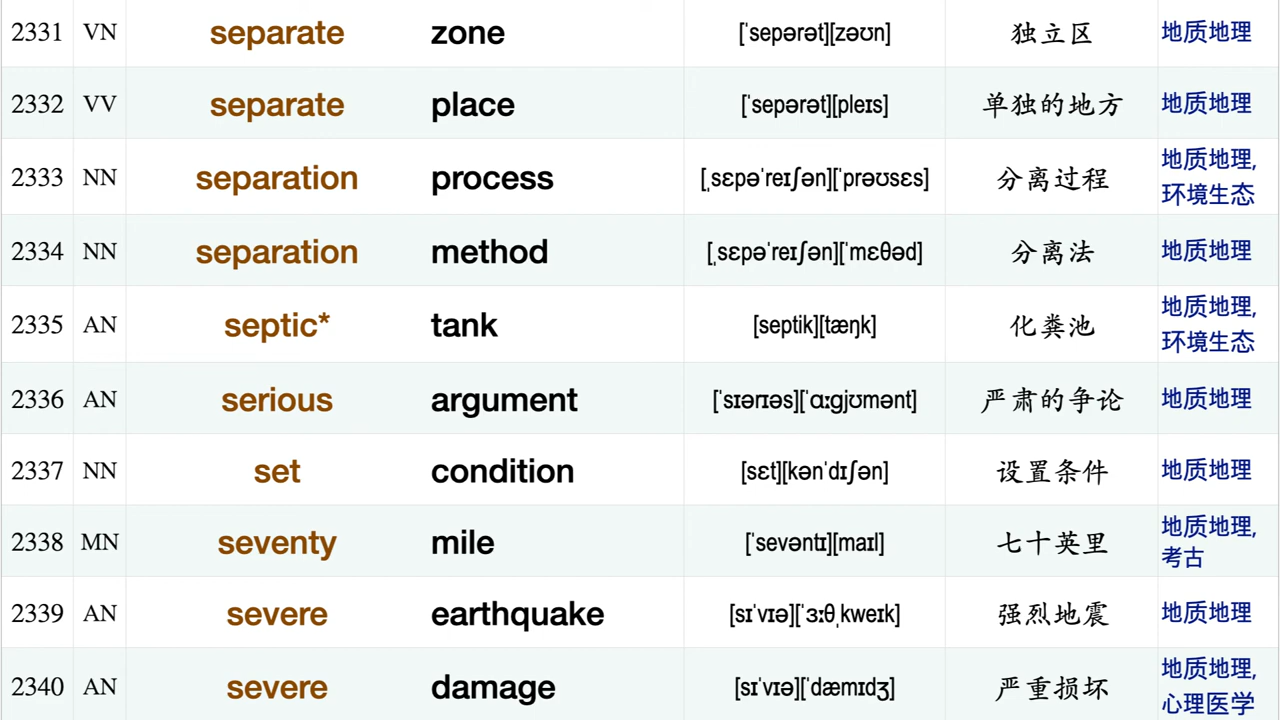 2331 VN separate zone [ˈsepərət][zəʊn] 独立区 地质地理
2332 VV separate place [ˈsepərət][pleɪs] 单独的地方 地质地理
2333 NN separation process [ˌsɛpəˈreɪʃən][ˈprəʊsɛs] 分离过程 地质地理,
环境生态
2334 NN separation method [ˌsɛpəˈreɪʃən][ˈmɛθəd] 分离法 地质地理
2335 AN septic* tank [septik][tæŋk] 化粪池 地质地理,
环境生态
2336 AN serious argument [ˈsɪərɪəs][ˈɑɪgjʊmənt] 严肃的争论 地质地理
2337 NN set condition [sɛt][kənˈdɪʃən] 设置条件 地质地理
2338 MN seventy mile [ˈsevəntɪ][maɪl] 七十英里 地质地理,
考古
2339 AN severe earthquake [sɪˈvɪə][ˈɜːθˌkweɪk] 强烈地震 地质地理
2340 AN severe damage [sɪˈvɪə][ˈdæmɪdʒ] 严重损坏 地质地理,
心理医学